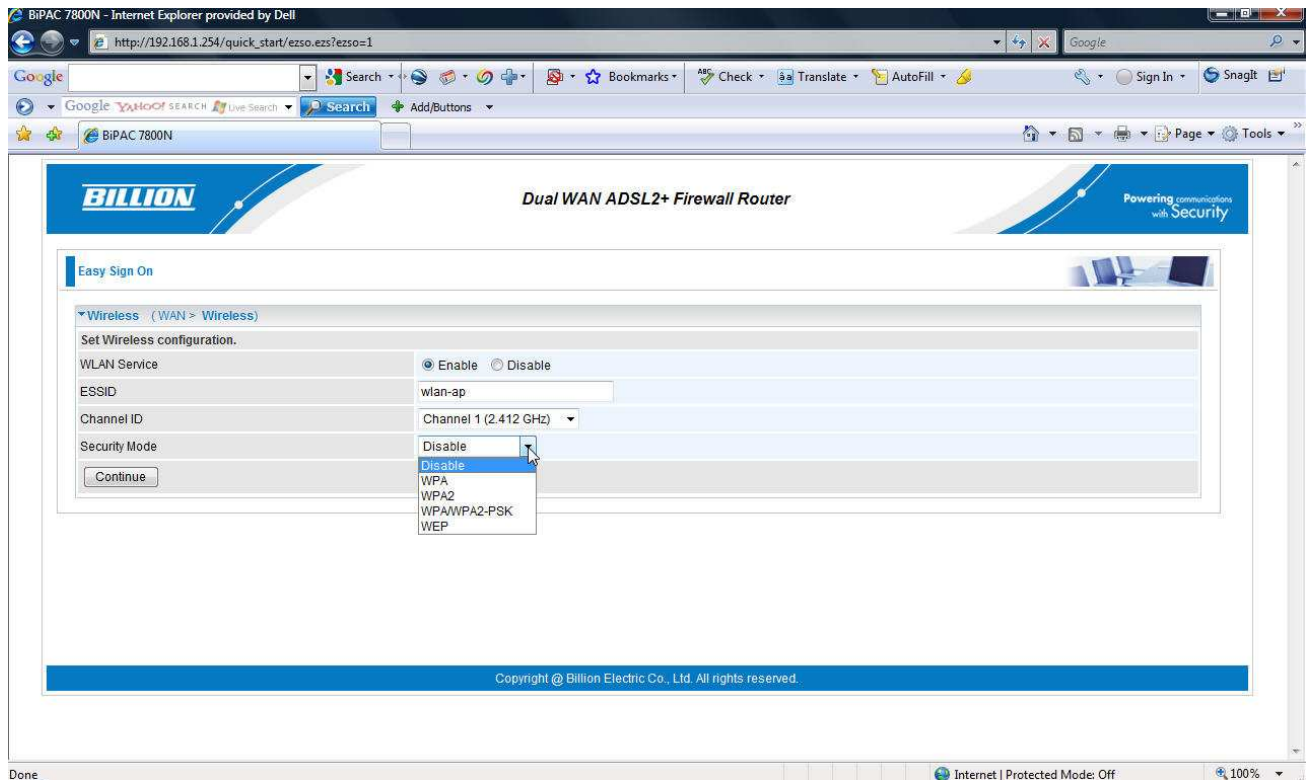 BiPAC 7800N - Internet Explorer provided by Dell
http://192.168.1.254/quick_start/ezso.ezs?ezso=1
Google
Google Search Bookmarks Check Translate AutoFill Sign In SnagIt
Google YAHOO! SEARCH Live Search Search Add/Buttons
BiPAC 7800N Page Tools
BILLION Dual WAN ADSL2+ Firewall Router Powering communications with Security
Easy Sign On
Wireless (WAN > Wireless)
Set Wireless configuration.
WLAN Service Enable Disable
ESSID wlan-ap
Channel ID Channel 1 (2.412 GHz)
Security Mode Disable
Disable
WPA
WPA2
WPA/WPA2-PSK
WEP
Continue
Copyright @ Billion Electric Co., Ltd. All rights reserved.
Done Internet | Protected Mode: Off 100%